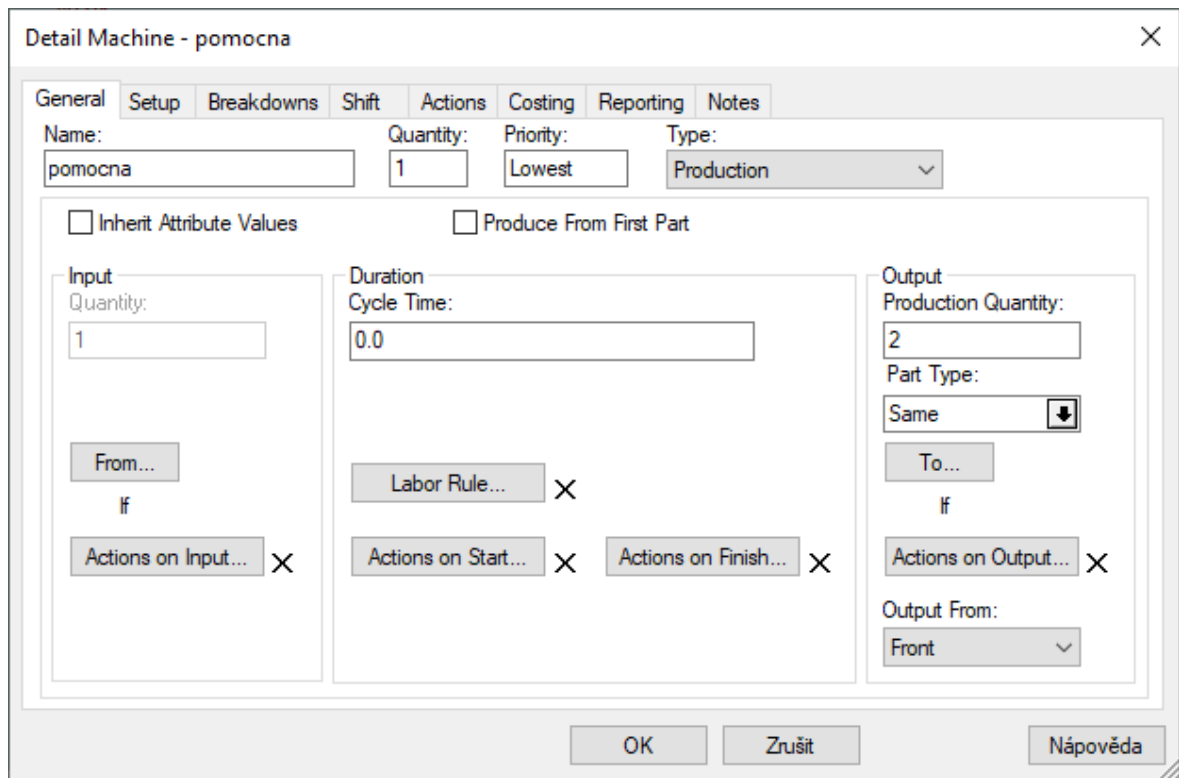 Detail Machine - pomocna
General Setup Breakdowns Shift Actions Costing Reporting Notes
Name: Quantity: Priority: Type:
pomocna 1 Lowest Production
Inherit Attribute Values Produce From First Part
Input Duration Output
Quantity: Cycle Time: Production Quantity:
1 0.0 2
Part Type:
Same
From... To...
Labor Rule...
If If
Actions on Input... Actions on Start... Actions on Finish... Actions on Output...
Output From:
Front
OK Zrušit Nápověda